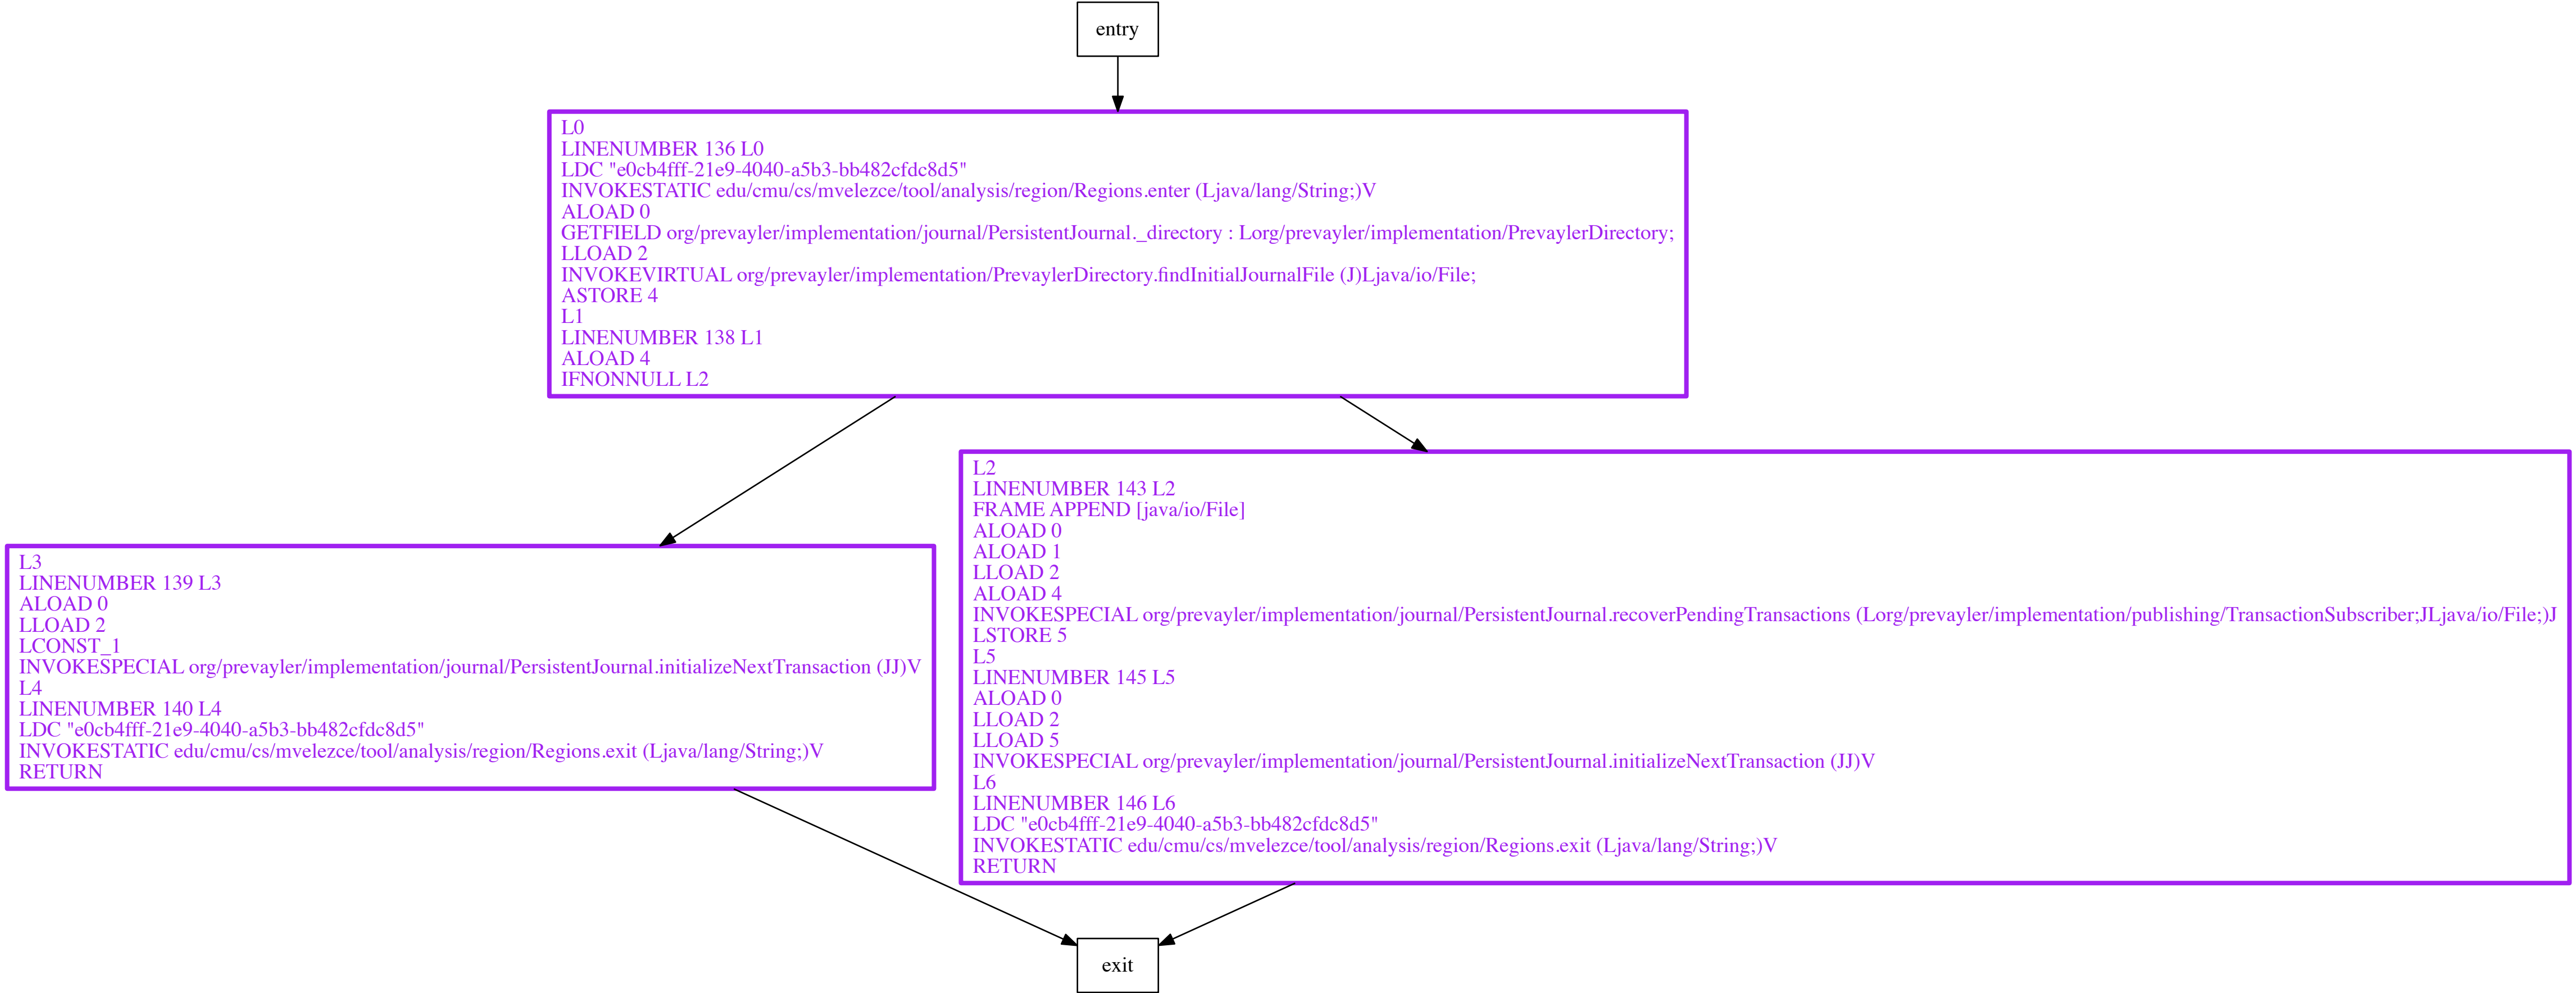 entry
L0
LINENUMBER 136 L0
LDC "e0cb4fff-21e9-4040-a5b3-bb482cfdc8d5"
INVOKESTATIC edu/cmu/cs/mvelezce/tool/analysis/region/Regions.enter (Ljava/lang/String;)V
ALOAD 0
GETFIELD org/prevayler/implementation/journal/PersistentJournal._directory : Lorg/prevayler/implementation/PrevaylerDirectory;
LLOAD 2
INVOKEVIRTUAL org/prevayler/implementation/PrevaylerDirectory.findInitialJournalFile (J)Ljava/io/File;
ASTORE 4
L1
LINENUMBER 138 L1
ALOAD 4
IFNONNULL L2
L3
LINENUMBER 139 L3
ALOAD 0
LLOAD 2
LCONST_1
INVOKESPECIAL org/prevayler/implementation/journal/PersistentJournal.initializeNextTransaction (JJ)V
L4
LINENUMBER 140 L4
LDC "e0cb4fff-21e9-4040-a5b3-bb482cfdc8d5"
INVOKESTATIC edu/cmu/cs/mvelezce/tool/analysis/region/Regions.exit (Ljava/lang/String;)V
RETURN
L2
LINENUMBER 143 L2
FRAME APPEND [java/io/File]
ALOAD 0
ALOAD 1
LLOAD 2
ALOAD 4
INVOKESPECIAL org/prevayler/implementation/journal/PersistentJournal.recoverPendingTransactions (Lorg/prevayler/implementation/publishing/TransactionSubscriber;JLjava/io/File;)J
LSTORE 5
L5
LINENUMBER 145 L5
ALOAD 0
LLOAD 2
LLOAD 5
INVOKESPECIAL org/prevayler/implementation/journal/PersistentJournal.initializeNextTransaction (JJ)V
L6
LINENUMBER 146 L6
LDC "e0cb4fff-21e9-4040-a5b3-bb482cfdc8d5"
INVOKESTATIC edu/cmu/cs/mvelezce/tool/analysis/region/Regions.exit (Ljava/lang/String;)V
RETURN
exit